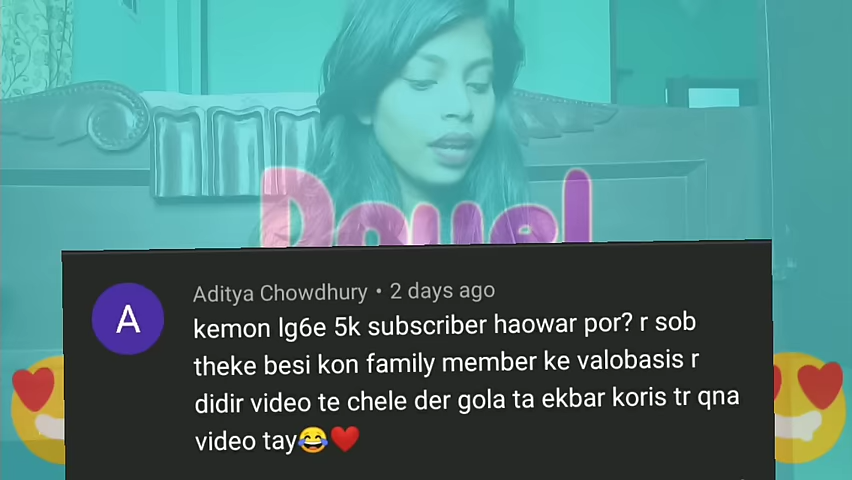 Aditya Chowdhury • 2 days ago
A
kemon lg6e 5k subscriber haowar por? r sob
theke besi kon family member ke valobasis r
didir video te chele der gola ta ekbar koris tr qna
video tay😂❤️